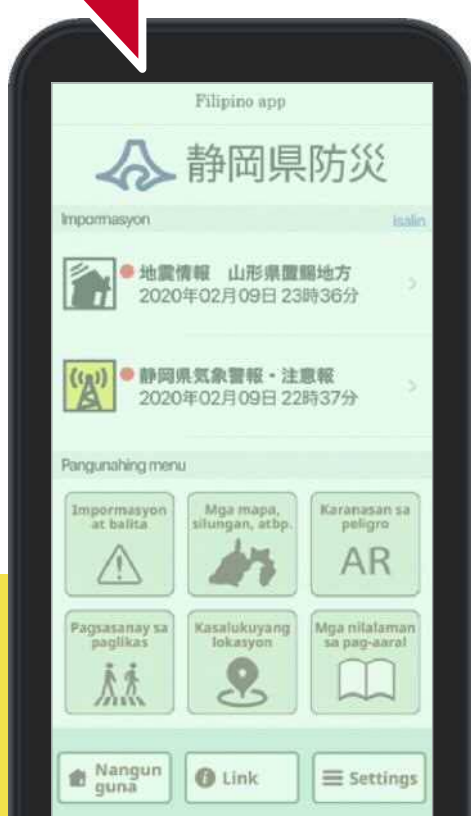 Filipino app
静岡県防災
Impormasyon
isalin
地震情報 山形県置賜地方
2020年02月09日 23時36分
静岡県気象警報・注意報
2020年02月09日 22時37分
Pangunahing menu
Impormasyon
at balita
Mga mapa,
silungan, atbp.
Karanasan sa
peligro
AR
Pagsasanay sa
paglikas
Kasalukuyang
lokasyon
Mga nilalaman
sa pag-aaral
Nangun
guna
Link
Settings